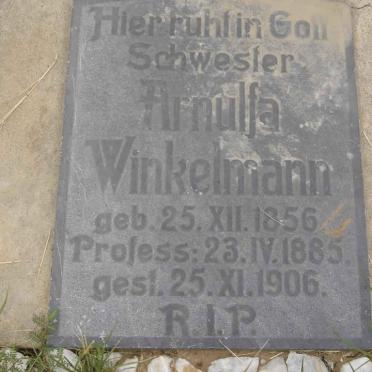 Hier ruht in Gott
Schwester
Arnulfa
Winkelmann
geb. 25. XII. 1856.
Profess: 23. IV. 1885.
gest. 25. XI. 1906.
R. I. P.